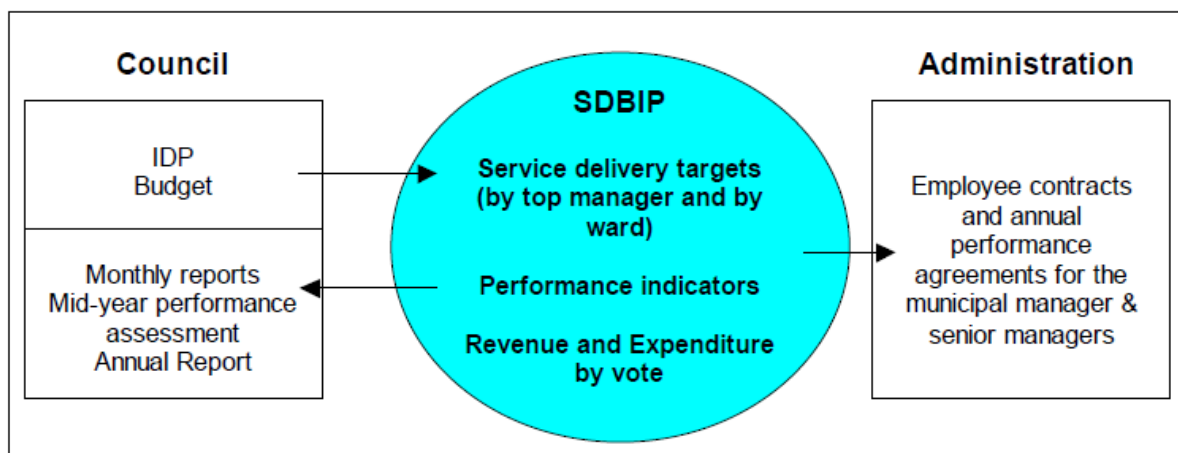 Council
IDP
Budget
Monthly reports
Mid-year performance
assessment
Annual Report
SDBIP
Service delivery targets
(by top manager and by
ward)
Performance indicators
Revenue and Expenditure
by vote
Administration
Employee contracts
and annual
performance
agreements for the
municipal manager &
senior managers